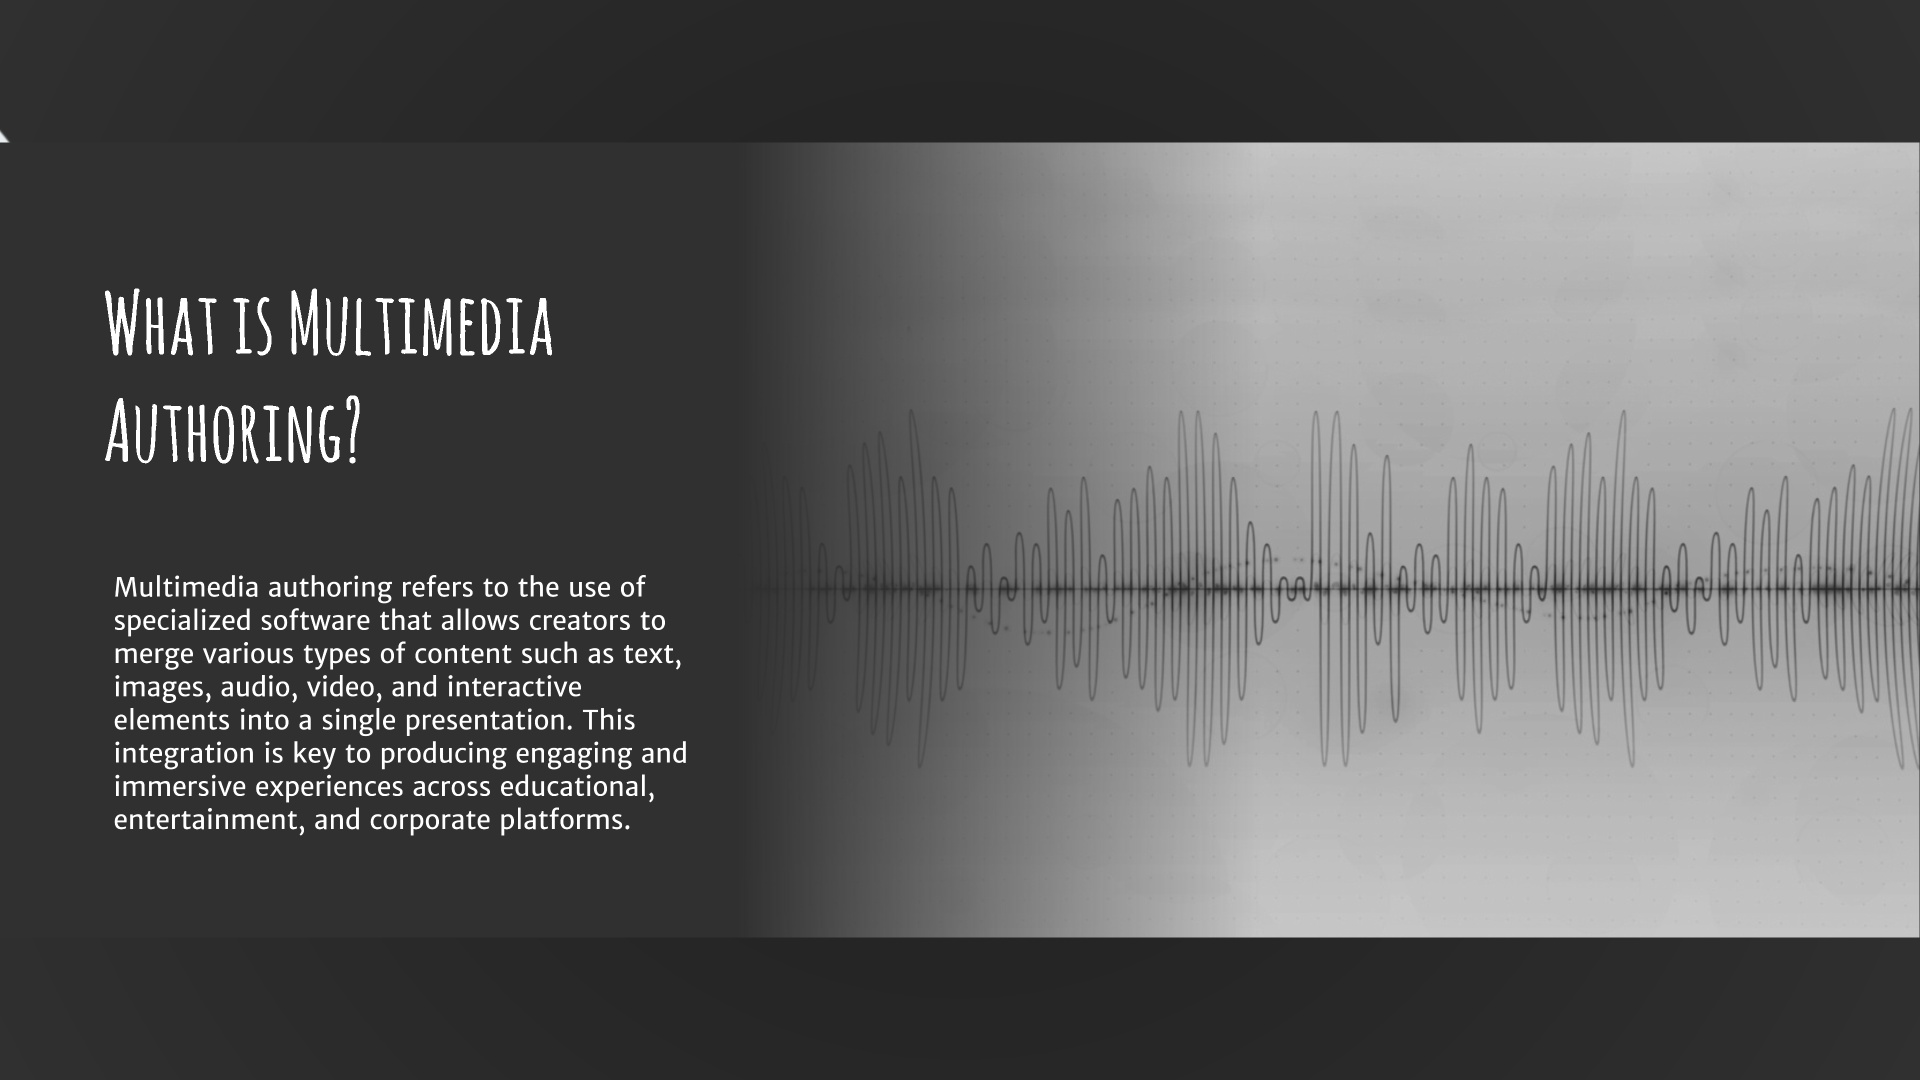 What is Multimedia
Authoring?
Multimedia authoring refers to the use of
specialized software that allows creators to
merge various types of content such as text,
images, audio, video, and interactive
elements into a single presentation. This
integration is key to producing engaging and
immersive experiences across educational,
entertainment, and corporate platforms.